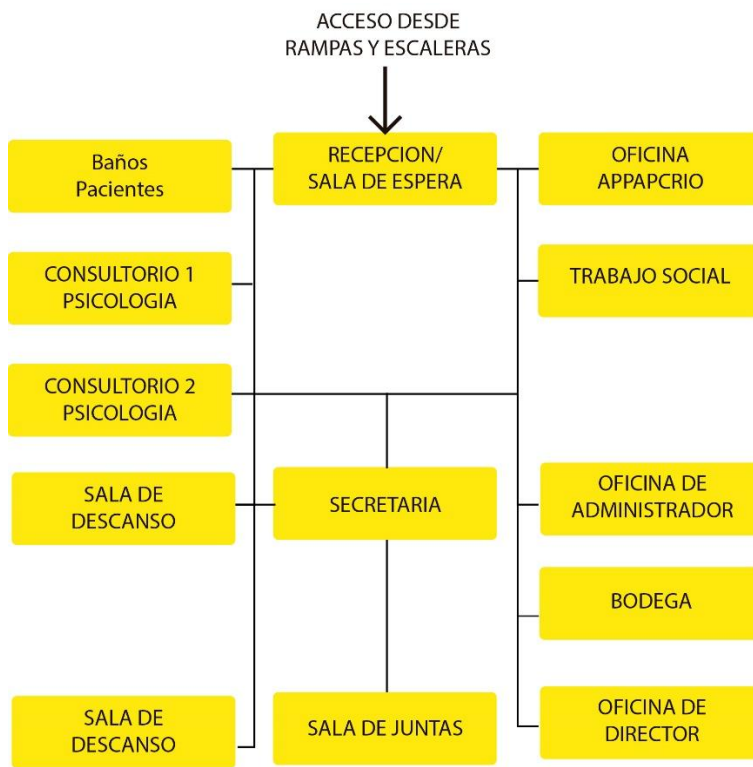 ACCESO DESDE
RAMPAS Y ESCALERAS
Baños
Pacientes
RECEPCION/
SALA DE ESPERA
OFICINA
APPAPCRIO
CONSULTORIO 1
PSICOLOGIA
TRABAJO SOCIAL
CONSULTORIO 2
PSICOLOGIA
SALA DE
DESCANSO
SECRETARIA
OFICINA DE
ADMINISTRADOR
BODEGA
SALA DE
DESCANSO
SALA DE JUNTAS
OFICINA DE
DIRECTOR